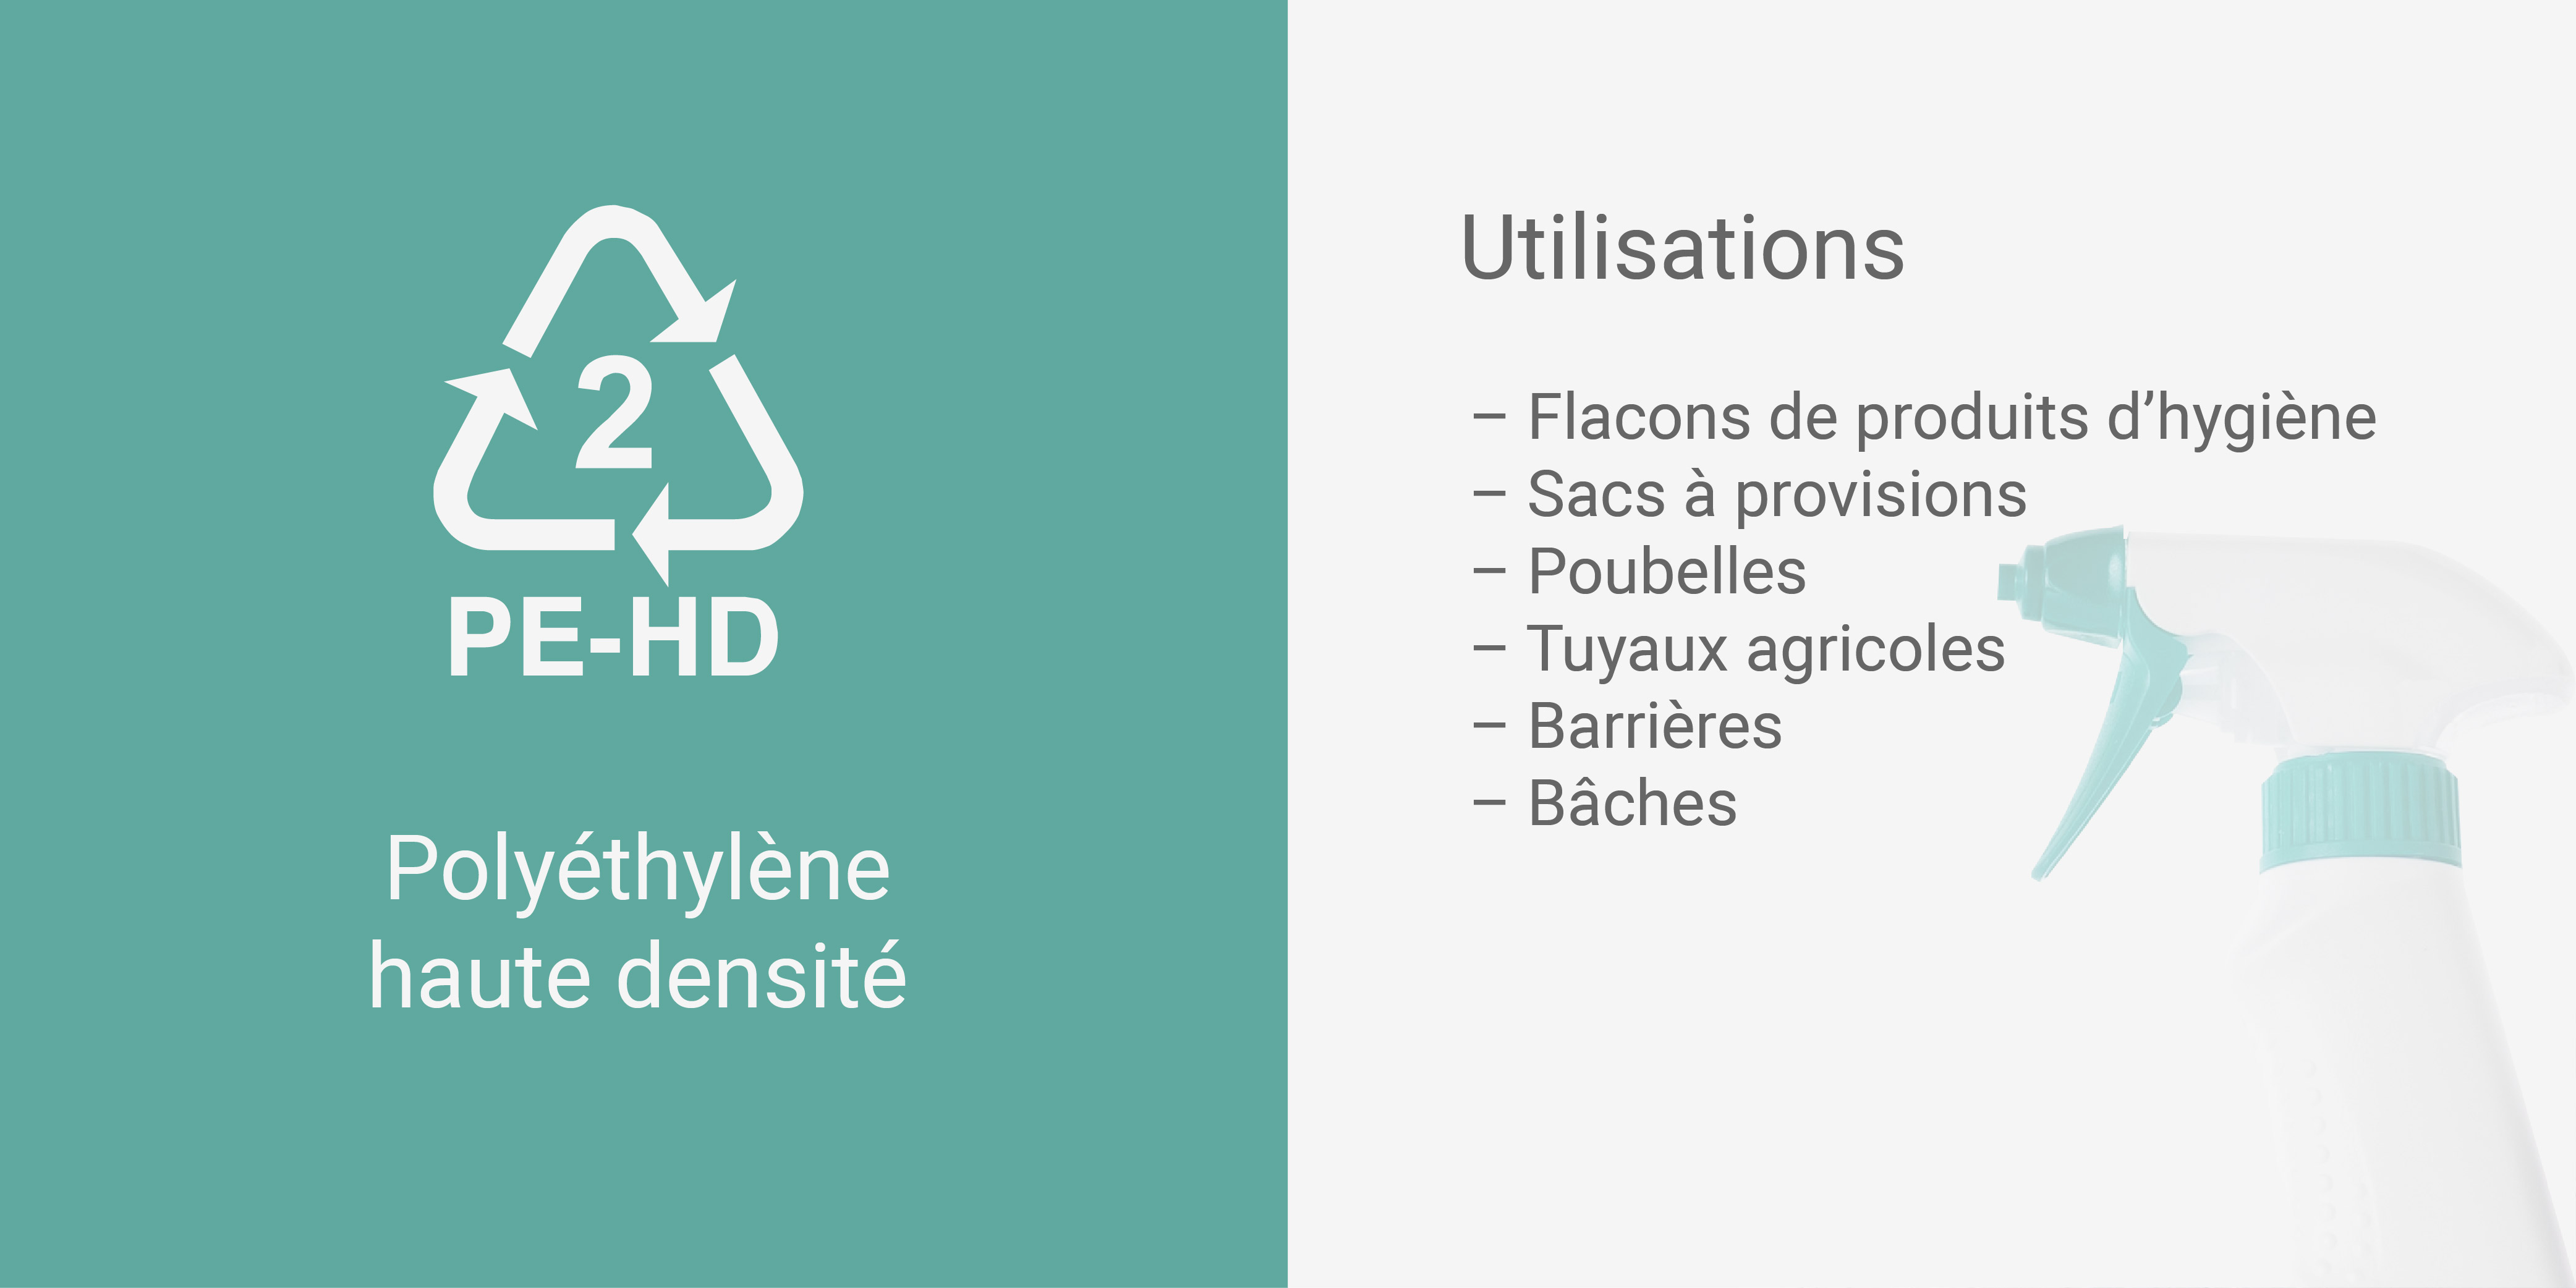 2
PE-HD
Polyéthylène
haute densité
Utilisations
– Flacons de produits d’hygiène
– Sacs à provisions
– Poubelles
– Tuyaux agricoles
– Barrières
– Bâches